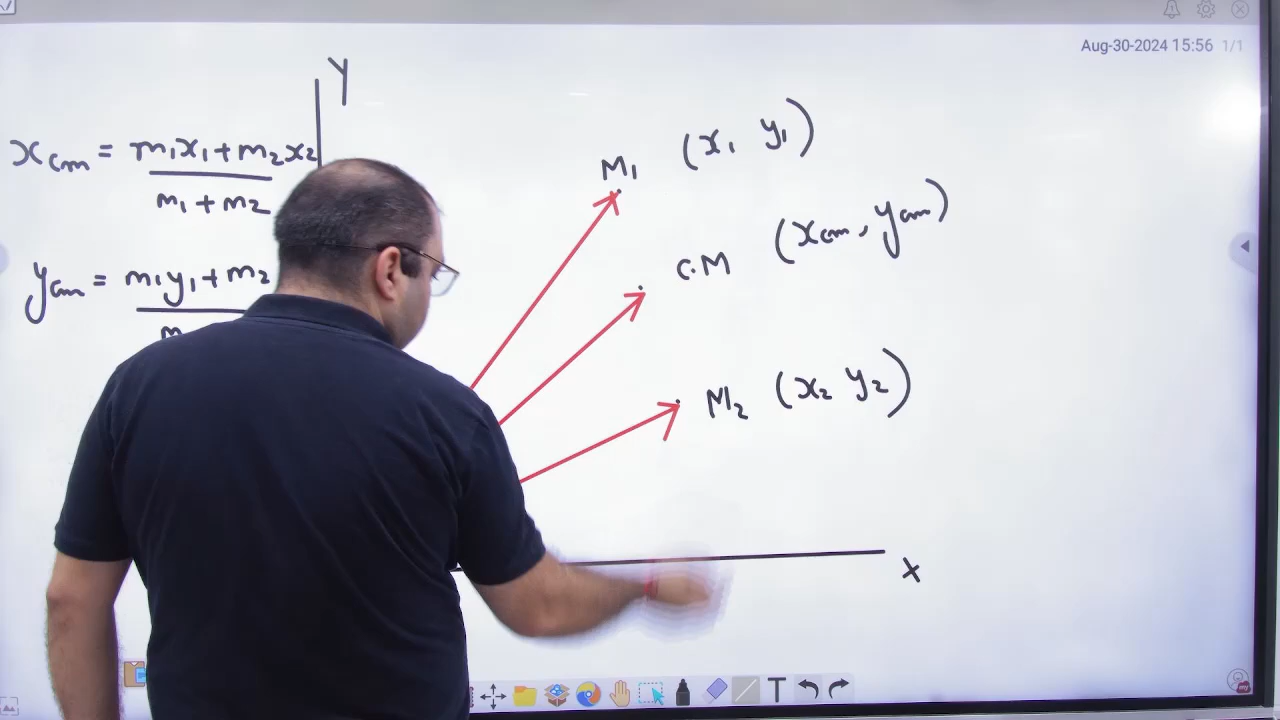 Aug-30-2024 15:56 1/1
Y
x_cm = m₁x₁+m₂x₂
m₁+m₂
y_cm = m₁y₁+m₂
M₁ (x₁ y₁)
C.M (x_cm, y_cm)
M₂ (x₂ y₂)
X
T